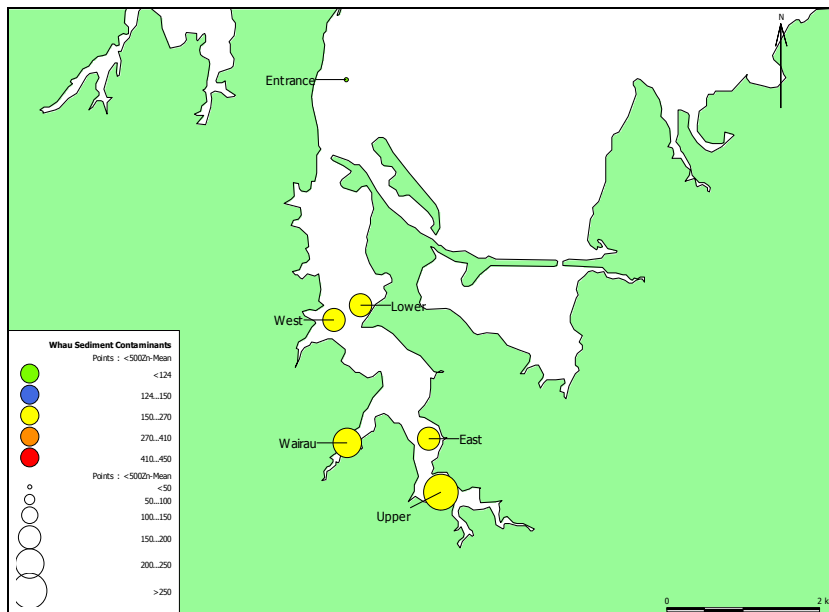 N
Entrance
Lower
West
Wairau
East
Upper
Whau Sediment Contaminants
Points : <500Zn-Mean
<124
124...150
150...270
270...410
410...450
Points : <500Zn-Mean
<50
50...100
100...150
150...200
200...250
>250
0 2 k